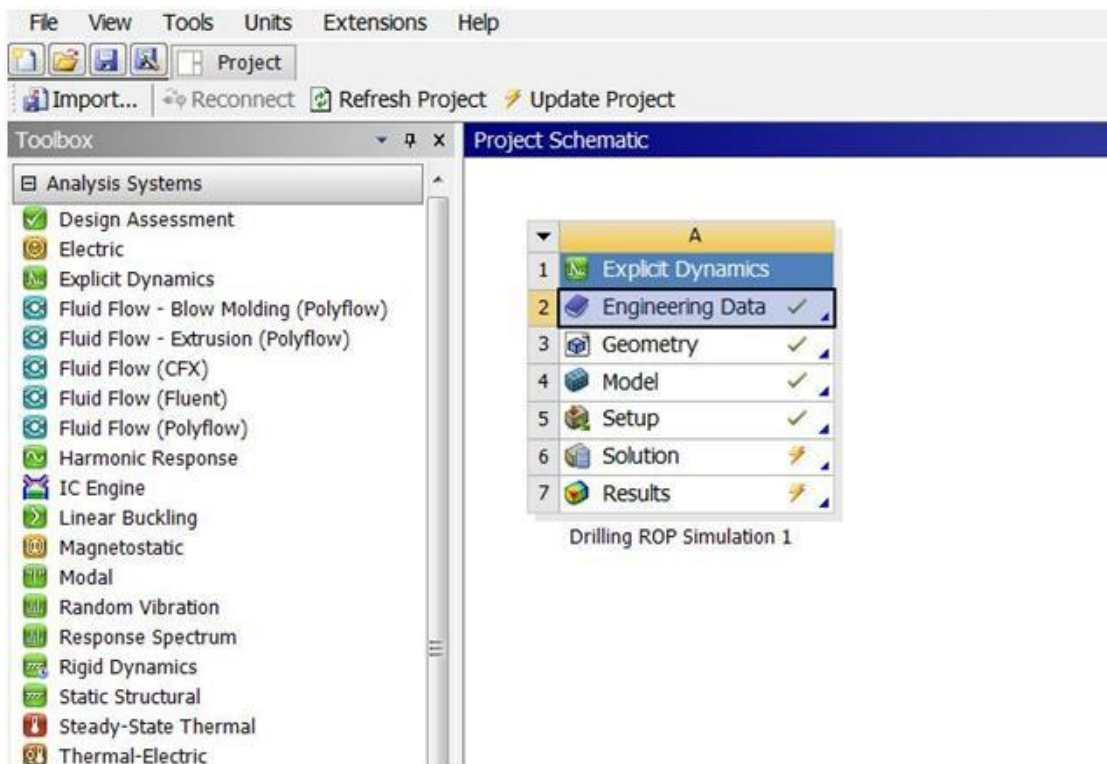 File View Tools Units Extensions Help
Project
Import... Reconnect Refresh Project Update Project
Toolbox
Analysis Systems
Design Assessment
Electric
Explicit Dynamics
Fluid Flow - Blow Molding (Polyflow)
Fluid Flow - Extrusion (Polyflow)
Fluid Flow (CFX)
Fluid Flow (Fluent)
Fluid Flow (Polyflow)
Harmonic Response
IC Engine
Linear Buckling
Magnetostatic
Modal
Random Vibration
Response Spectrum
Rigid Dynamics
Static Structural
Steady-State Thermal
Thermal-Electric
Project Schematic
A
1 Explicit Dynamics
2 Engineering Data
3 Geometry
4 Model
5 Setup
6 Solution
7 Results
Drilling ROP Simulation 1